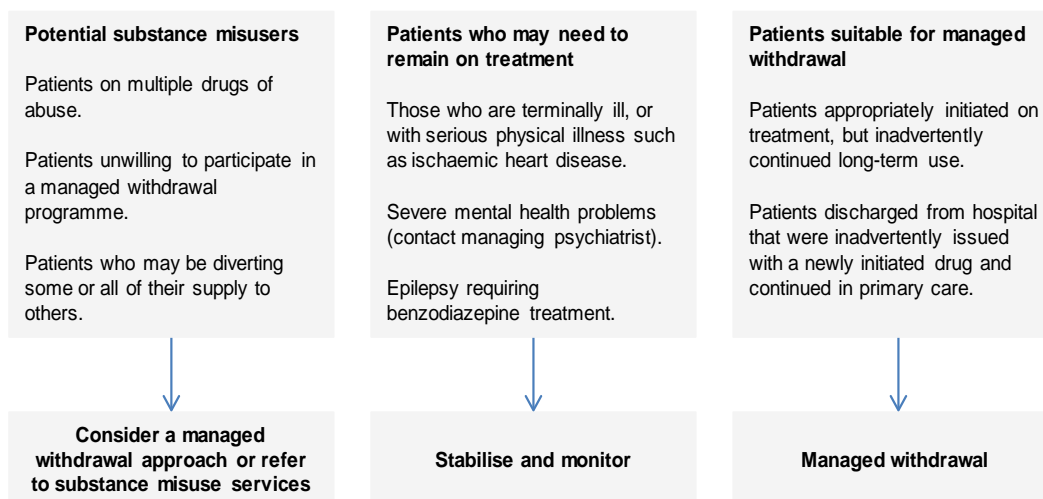 Potential substance misusers
Patients on multiple drugs of
abuse.
Patients unwilling to participate in
a managed withdrawal
programme.
Patients who may be diverting
some or all of their supply to
others.
Consider a managed
withdrawal approach or refer
to substance misuse services
Patients who may need to
remain on treatment
Those who are terminally ill, or
with serious physical illness such
as ischaemic heart disease.
Severe mental health problems
(contact managing psychiatrist).
Epilepsy requiring
benzodiazepine treatment.
Stabilise and monitor
Patients suitable for managed
withdrawal
Patients appropriately initiated on
treatment, but inadvertently
continued long-term use.
Patients discharged from hospital
that were inadvertently issued
with a newly initiated drug and
continued in primary care.
Managed withdrawal